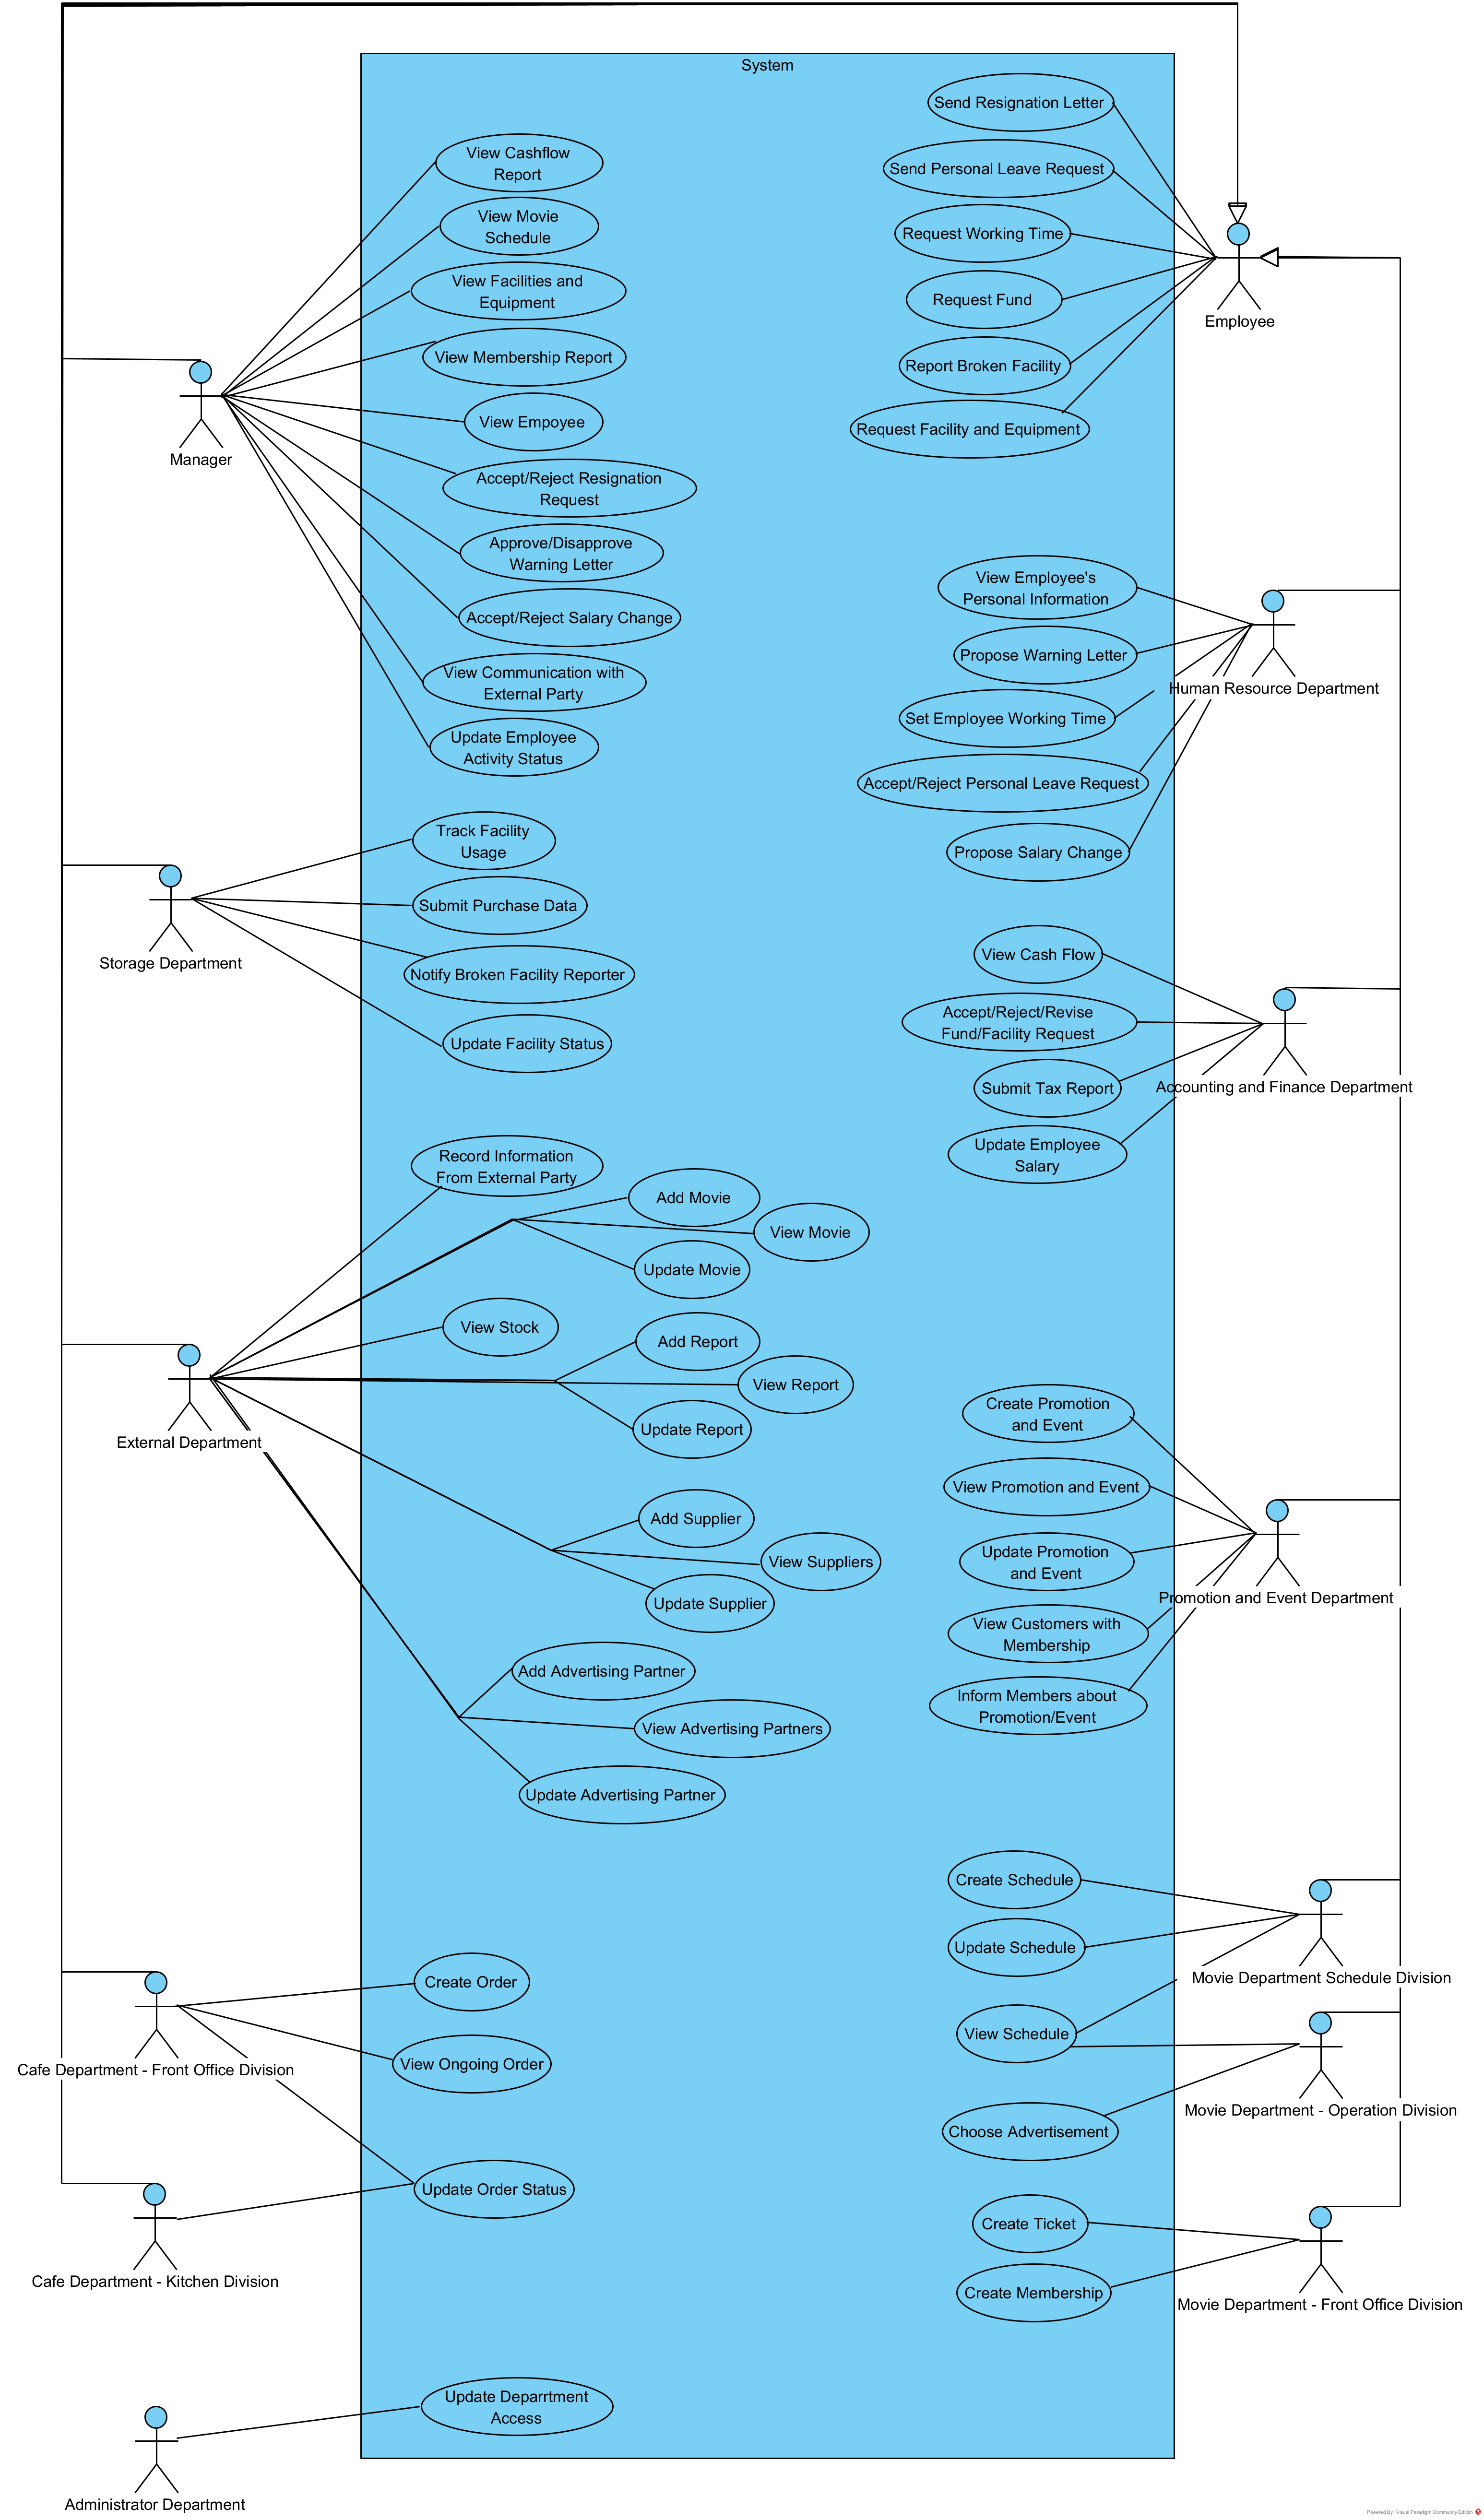 System
Send Resignation Letter
Send Personal Leave Request
Request Working Time
Request Fund
Report Broken Facility
Request Facility and Equipment
Employee
View Cashflow
Report
View Movie
Schedule
View Facilities and
Equipment
View Membership Report
View Empoyee
Accept/Reject Resignation
Request
Approve/Disapprove
Warning Letter
Accept/Reject Salary Change
View Communication with
External Party
Update Employee
Activity Status
Manager
View Employee's
Personal Information
Propose Warning Letter
Set Employee Working Time
Accept/Reject Personal Leave Request
Propose Salary Change
Human Resource Department
Track Facility
Usage
Submit Purchase Data
Notify Broken Facility Reporter
Update Facility Status
Storage Department
View Cash Flow
Accept/Reject/Revise
Fund/Facility Request
Submit Tax Report
Update Employee
Salary
Accounting and Finance Department
Record Information
From External Party
Add Movie
View Movie
Update Movie
View Stock
Add Report
View Report
Update Report
External Department
Add Supplier
View Suppliers
Update Supplier
Add Advertising Partner
View Advertising Partners
Update Advertising Partner
Create Promotion
and Event
View Promotion and Event
Update Promotion
and Event
View Customers with
Membership
Inform Members about
Promotion/Event
Promotion and Event Department
Create Schedule
Update Schedule
View Schedule
Movie Department Schedule Division
Choose Advertisement
Movie Department - Operation Division
Create Order
View Ongoing Order
Update Order Status
Cafe Department - Front Office Division
Cafe Department - Kitchen Division
Create Ticket
Create Membership
Movie Department - Front Office Division
Update Deparrtment
Access
Administrator Department
Powered By: Visual Paradigm Community Edition